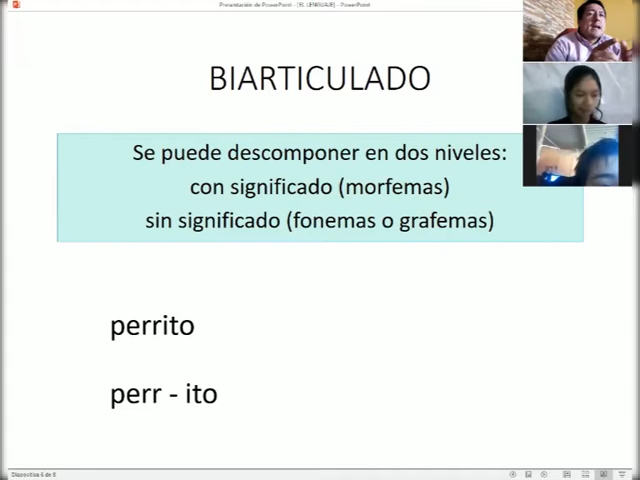 Presentación de PowerPoint - [EL LENGUAJE] - PowerPoint
BIARTICULADO
Se puede descomponer en dos niveles:
con significado (morfemas)
sin significado (fonemas o grafemas)
perrito
perr - ito
Diapositiva 6 de 8